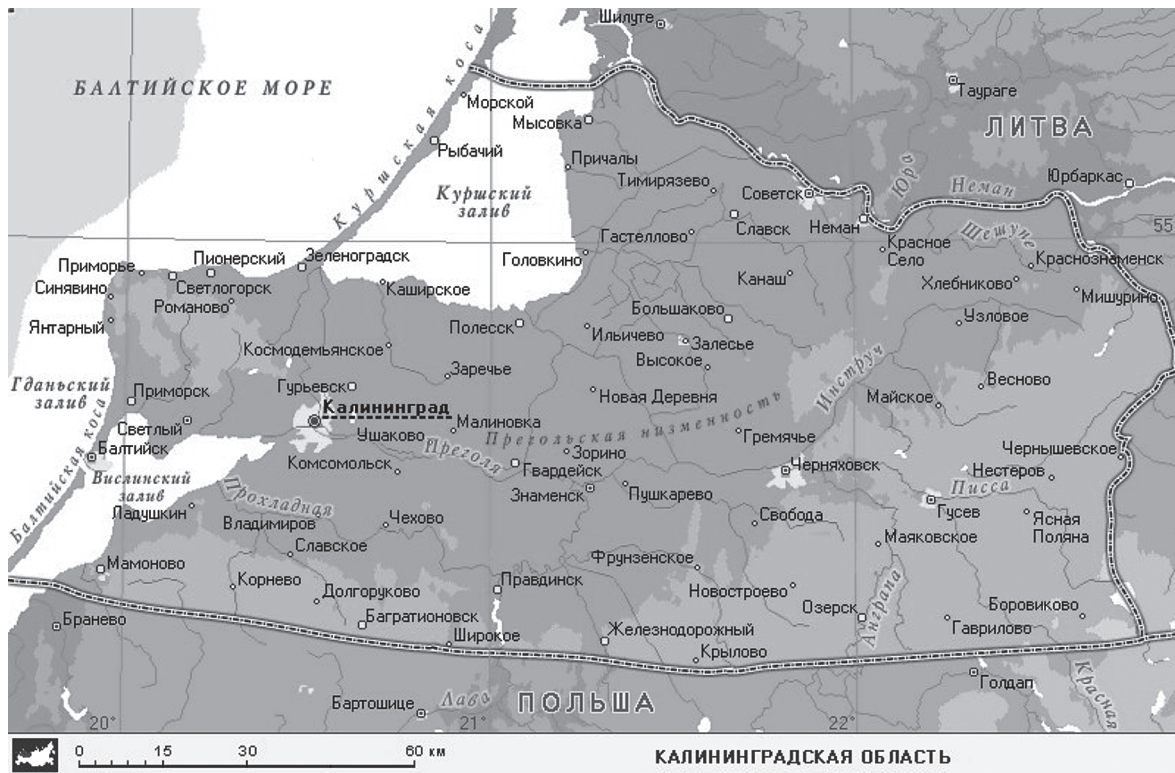 Шилуте
БАЛТИЙСКОЕ МОРЕ
Куршская коса
Морской
Мысовка
Таураге
ЛИТВА
Рыбачий
Причалы
Куршский
залив
Тимирязево
Советск
Юра
Неман
Юрбаркас
Славск
Неман
55
Гастеллово
Красное
Село
Шешупе
Приморье
Пионерский
Зеленоградск
Головкино
Краснознаменск
Синявино
Светлогорск
Каширское
Канаш
Хлебниково
Мишурино
Романово
Янтарный
Полесск
Большаково
Узловое
Ильичево
Залесье
Космодемьянское
Высокое
Заречье
Инструч
Гданьский
залив
Приморск
Гурьевск
Новая Деревня
Весново
Майское
Калининград
Светлый
Ушаково
Малиновка
Прегольская низменность
Гремячье
Балтийская коса
Балтийск
Преголя
Зорино
Чернышевское
Вислинский
залив
Комсомольск
Гвардейск
Черняховск
Нестеров
Знаменск
Пушкарево
Писса
Прохладная
Ладушкин
Гусев
Владимиров
Чехово
Свобода
Ясная
Поляна
Славское
Маяковское
Мамоново
Фрунзенское
Корнево
Долгоруково
Правдинск
Новостроево
Анграпа
Озерск
Боровиково
Бранево
Багратионовск
Широкое
Железнодорожный
Гаврилово
Крылово
Голдап
Красная
Бартошице
Лава
ПОЛЬША
20°
21°
22°
0 15 30 60 км
КАЛИНИНГРАДСКАЯ ОБЛАСТЬ